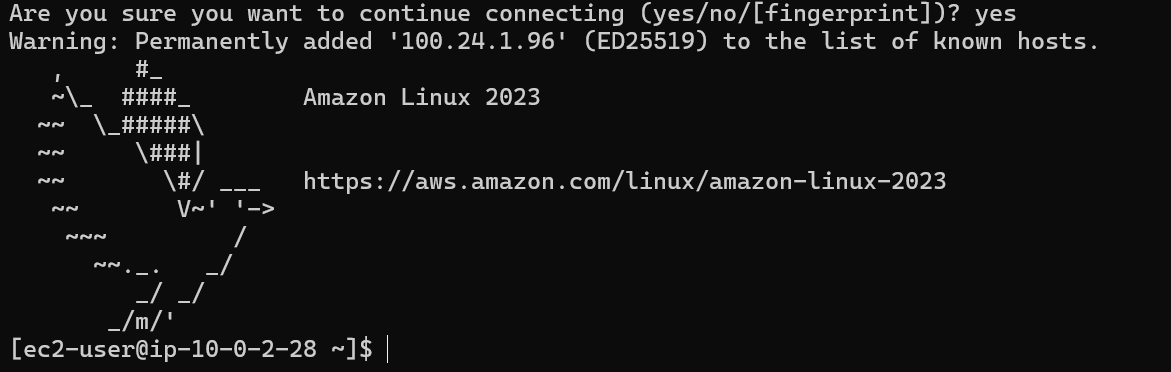 Are you sure you want to continue connecting (yes/no/[fingerprint])? yes
Warning: Permanently added '100.24.1.96' (ED25519) to the list of known hosts.
   ,     #_
   ~\_  ####_        Amazon Linux 2023
  ~~  \_#####\
  ~~     \###|
  ~~       \#/ ___   https://aws.amazon.com/linux/amazon-linux-2023
   ~~       V~' '->
    ~~~         /
      ~~._.   _/
         _/ _/
       _/m/'
[ec2-user@ip-10-0-2-28 ~]$